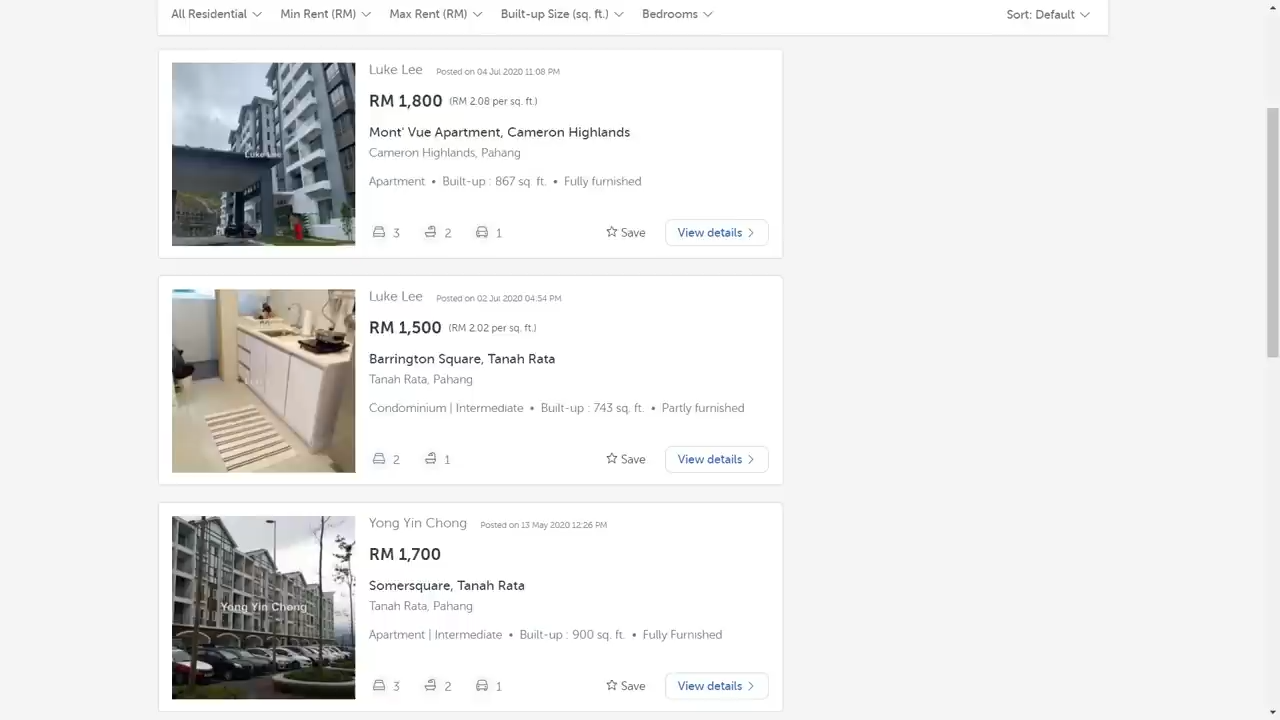 All Residential Min Rent (RM) Max Rent (RM) Built-up Size (sq. ft.) Bedrooms Sort: Default
Luke Lee Posted on 04 Jul 2020 11:08 PM
RM 1,800 (RM 2.08 per sq. ft.)
Mont' Vue Apartment, Cameron Highlands
Luke Lee
Cameron Highlands, Pahang
Apartment • Built-up : 867 sq. ft. • Fully furnished
3 2 1 Save View details
Luke Lee Posted on 02 Jul 2020 04:54 PM
RM 1,500 (RM 2.02 per sq. ft.)
Barrington Square, Tanah Rata
Tanah Rata, Pahang
Condominium | Intermediate • Built-up : 743 sq. ft. • Partly furnished
2 1 Save View details
Yong Yin Chong Posted on 13 May 2020 12:26 PM
RM 1,700
Somersquare, Tanah Rata
Yong Yin Chong
Tanah Rata, Pahang
Apartment | Intermediate • Built-up : 900 sq. ft. • Fully Furnished
3 2 1 Save View details